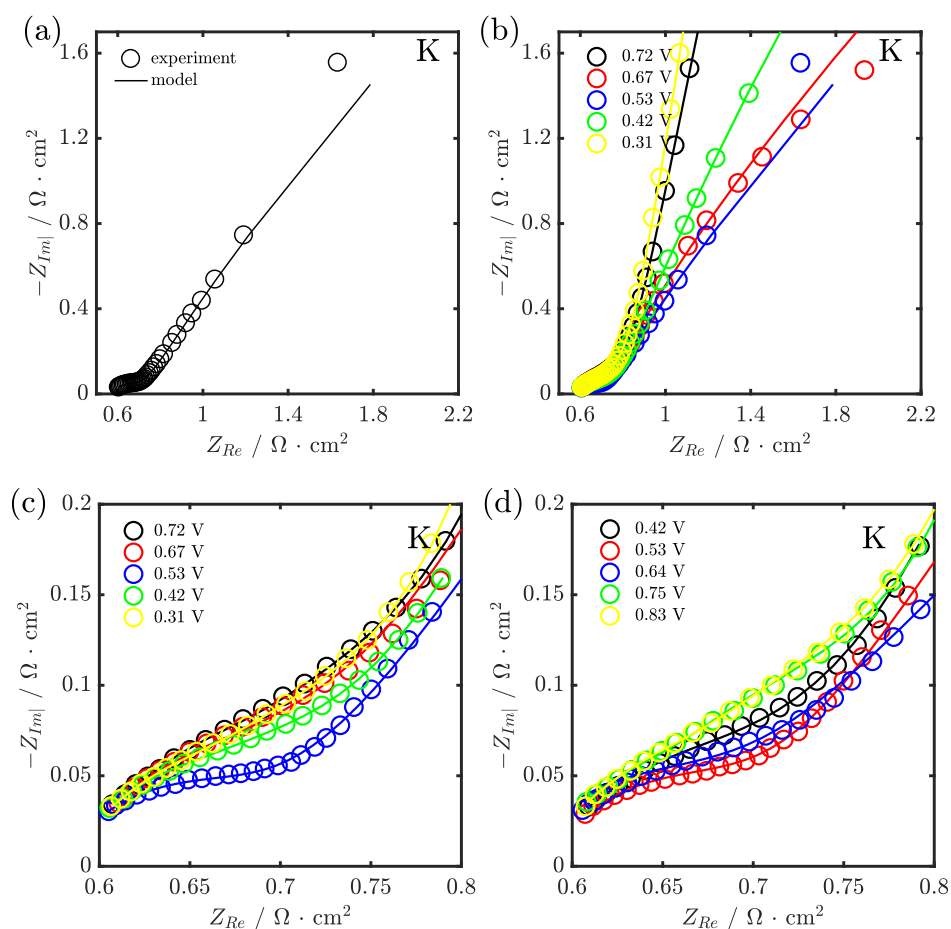 (a)
K
experiment
model
1.6
1.2
0.8
0.4
0
0.6 1 1.4 1.8 2.2
Z_{Re} / Ω · cm²
−Z_{Im|} / Ω · cm²
(b)
K
0.72 V
0.67 V
0.53 V
0.42 V
0.31 V
1.6
1.2
0.8
0.4
0
0.6 1 1.4 1.8 2.2
Z_{Re} / Ω · cm²
−Z_{Im|} / Ω · cm²
(c)
K
0.72 V
0.67 V
0.53 V
0.42 V
0.31 V
0.2
0.15
0.1
0.05
0
0.6 0.65 0.7 0.75 0.8
Z_{Re} / Ω · cm²
−Z_{Im|} / Ω · cm²
(d)
K
0.42 V
0.53 V
0.64 V
0.75 V
0.83 V
0.2
0.15
0.1
0.05
0
0.6 0.65 0.7 0.75 0.8
Z_{Re} / Ω · cm²
−Z_{Im|} / Ω · cm²